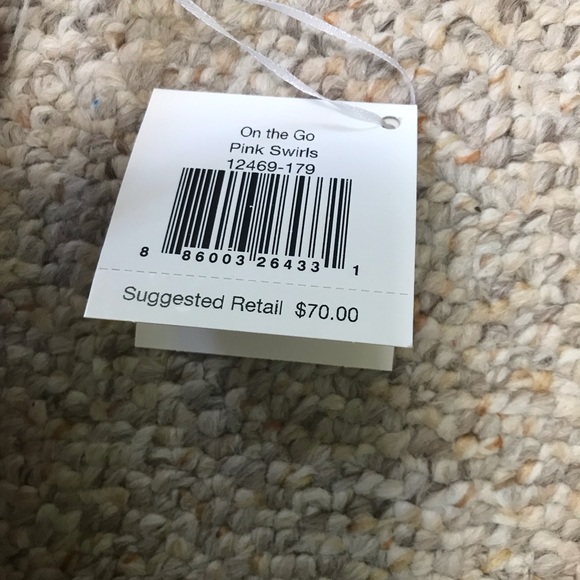 On the Go
Pink Swirls
12469-179
8 86003 26433 1
Suggested Retail $70.00